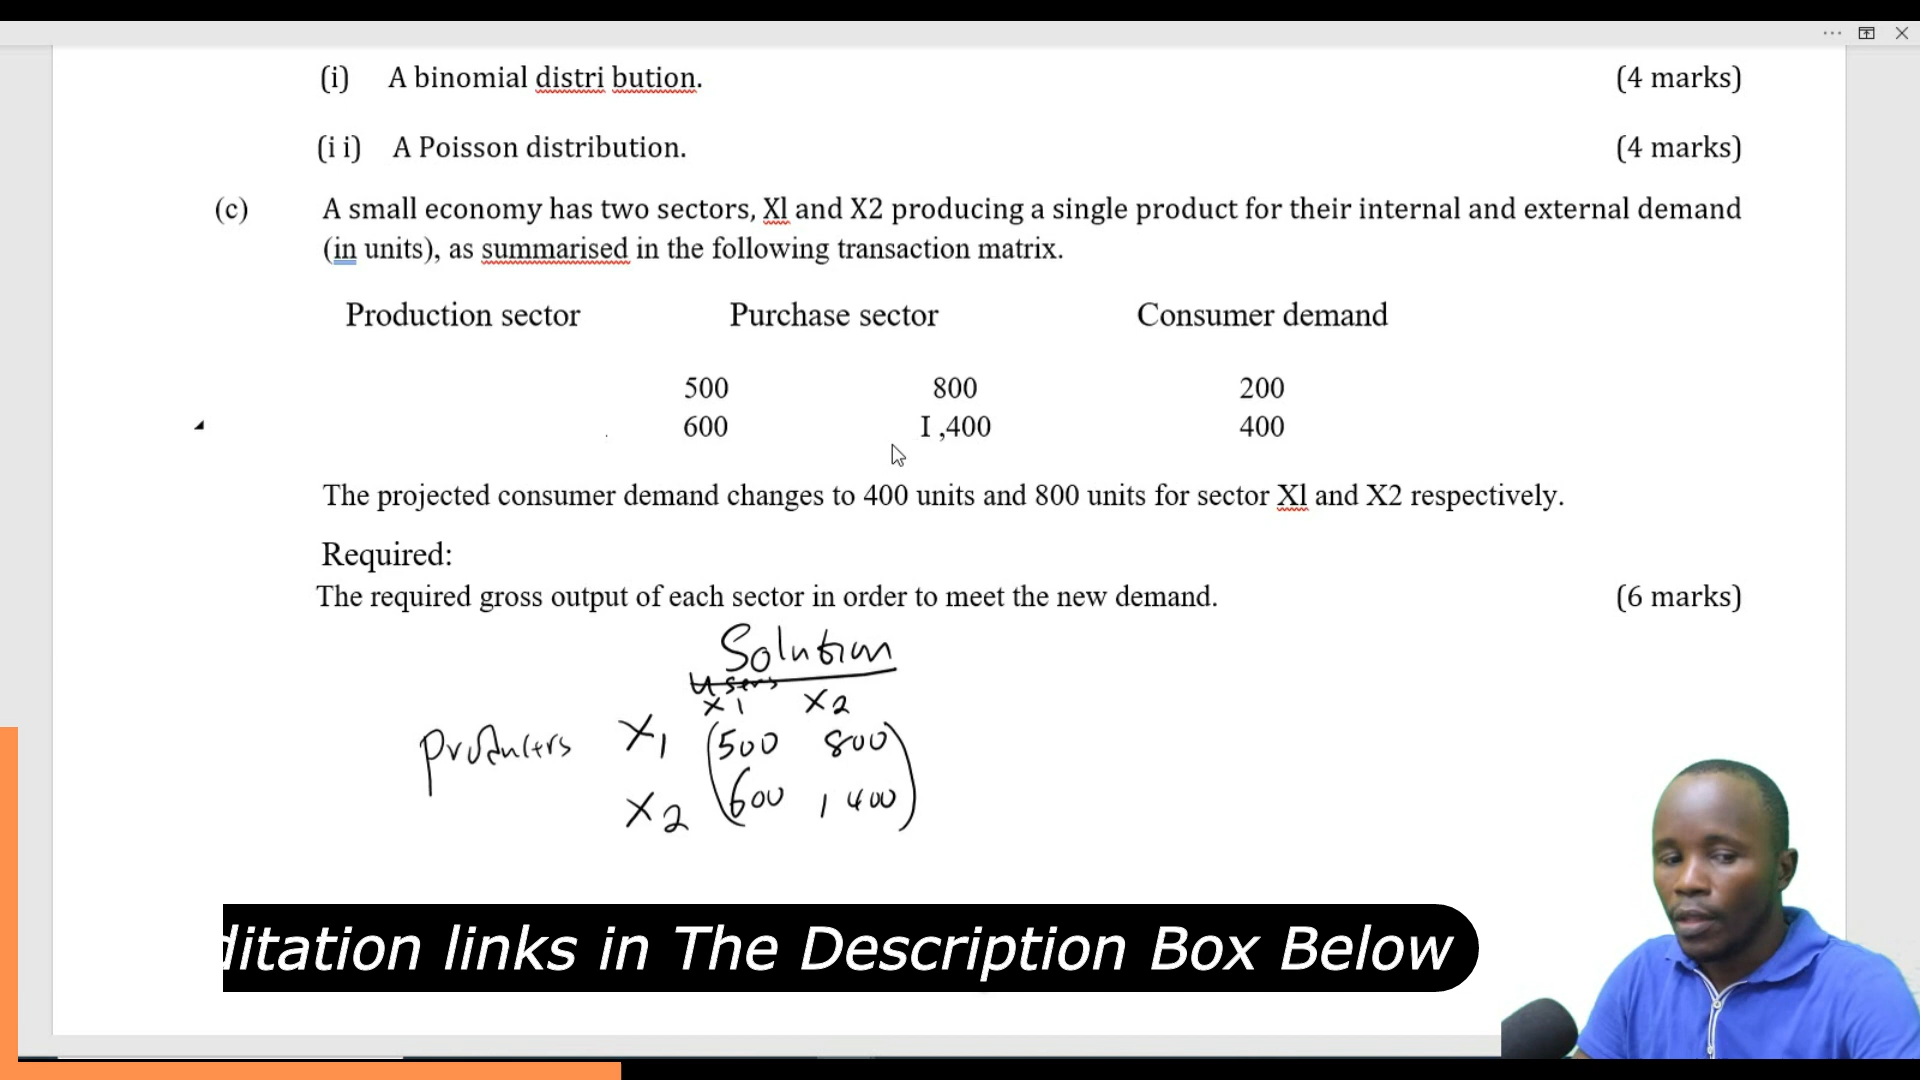 (i) A binomial distri bution. (4 marks)
(i i) A Poisson distribution. (4 marks)
(c) A small economy has two sectors, Xl and X2 producing a single product for their internal and external demand
(in units), as summarised in the following transaction matrix.
Production sector Purchase sector Consumer demand
500 800 200
600 I ,400 400
The projected consumer demand changes to 400 units and 800 units for sector Xl and X2 respectively.
Required:
The required gross output of each sector in order to meet the new demand. (6 marks)
Solution
Users
X1 X2
Producers X1 (500 800
X2 600 1400)
ditation links in The Description Box Below